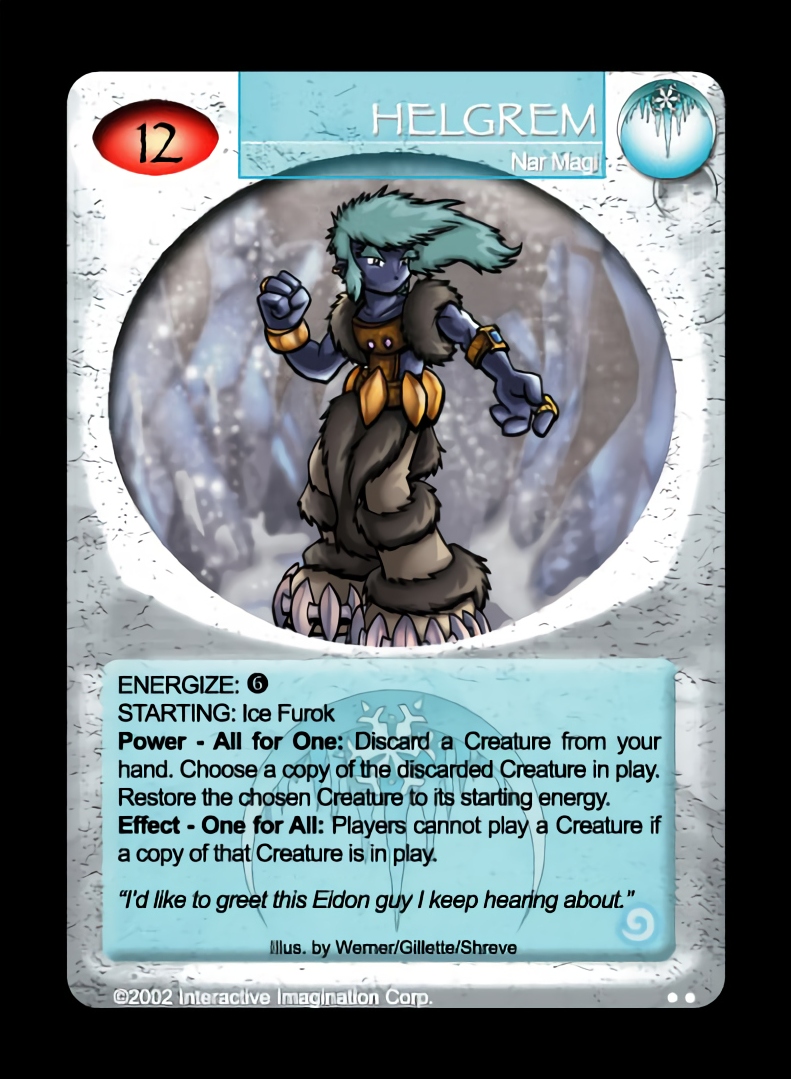 12
HELGREM
Nar Magi
ENERGIZE: ❻
STARTING: Ice Furok
Power - All for One: Discard a Creature from your
hand. Choose a copy of the discarded Creature in play.
Restore the chosen Creature to its starting energy.
Effect - One for All: Players cannot play a Creature if
a copy of that Creature is in play.
“I’d like to greet this Eidon guy I keep hearing about.”
Illus. by Werner/Gillette/Shreve
©2002 Interactive Imagination Corp.